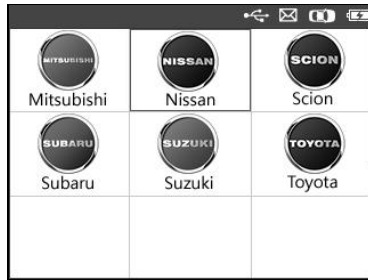 MITSUBISHI NISSAN SCION
Mitsubishi Nissan Scion
SUBARU SUZUKI TOYOTA
Subaru Suzuki Toyota